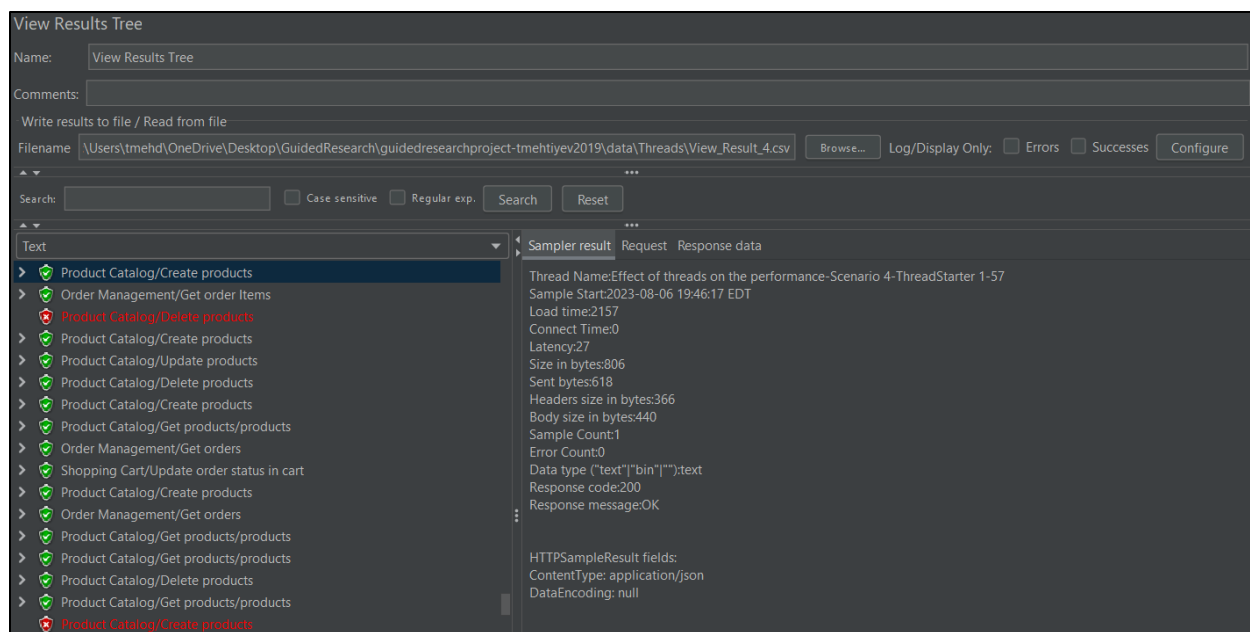 View Results Tree
Name: View Results Tree
Comments:
Write results to file / Read from file
Filename \Users\tmehd\OneDrive\Desktop\GuidedResearch\guidedresearchproject-tmehtiyev2019\data\Threads\View_Result_4.csv Browse... Log/Display Only: Errors Successes Configure
Search: Case sensitive Regular exp. Search Reset
Text
Product Catalog/Create products
Order Management/Get order Items
Product Catalog/Delete products
Product Catalog/Create products
Product Catalog/Update products
Product Catalog/Delete products
Product Catalog/Create products
Product Catalog/Get products/products
Order Management/Get orders
Shopping Cart/Update order status in cart
Product Catalog/Create products
Order Management/Get orders
Product Catalog/Get products/products
Product Catalog/Get products/products
Product Catalog/Delete products
Product Catalog/Get products/products
Product Catalog/Create products
Sampler result Request Response data
Thread Name:Effect of threads on the performance-Scenario 4-ThreadStarter 1-57
Sample Start:2023-08-06 19:46:17 EDT
Load time:2157
Connect Time:0
Latency:27
Size in bytes:806
Sent bytes:618
Headers size in bytes:366
Body size in bytes:440
Sample Count:1
Error Count:0
Data type ("text"|"bin"|""):text
Response code:200
Response message:OK
HTTPSampleResult fields:
ContentType: application/json
DataEncoding: null